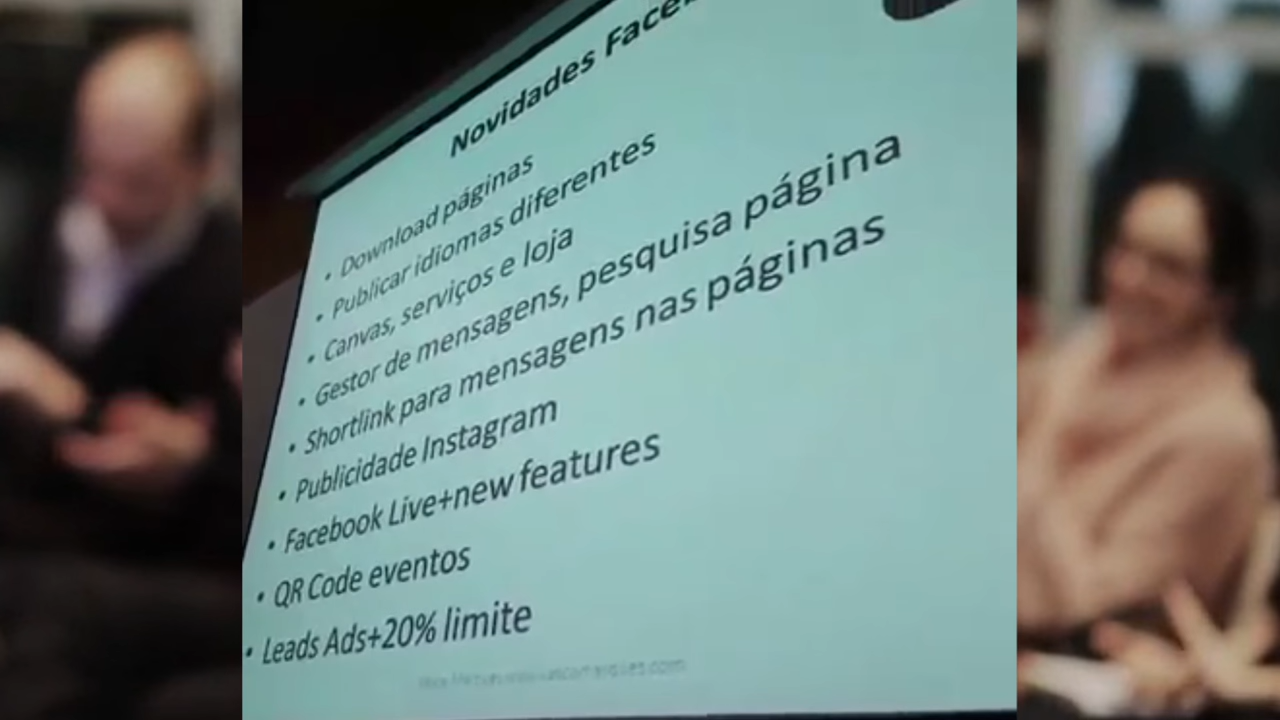 Novidades
• Download páginas
• Publicar idiomas diferentes
• Canvas, serviços e loja
• Gestor de mensagens, pesquisa página
• Shortlink para mensagens nas páginas
• Publicidade Instagram
• Facebook Live+new features
• QR Code eventos
• Leads Ads+20% limite